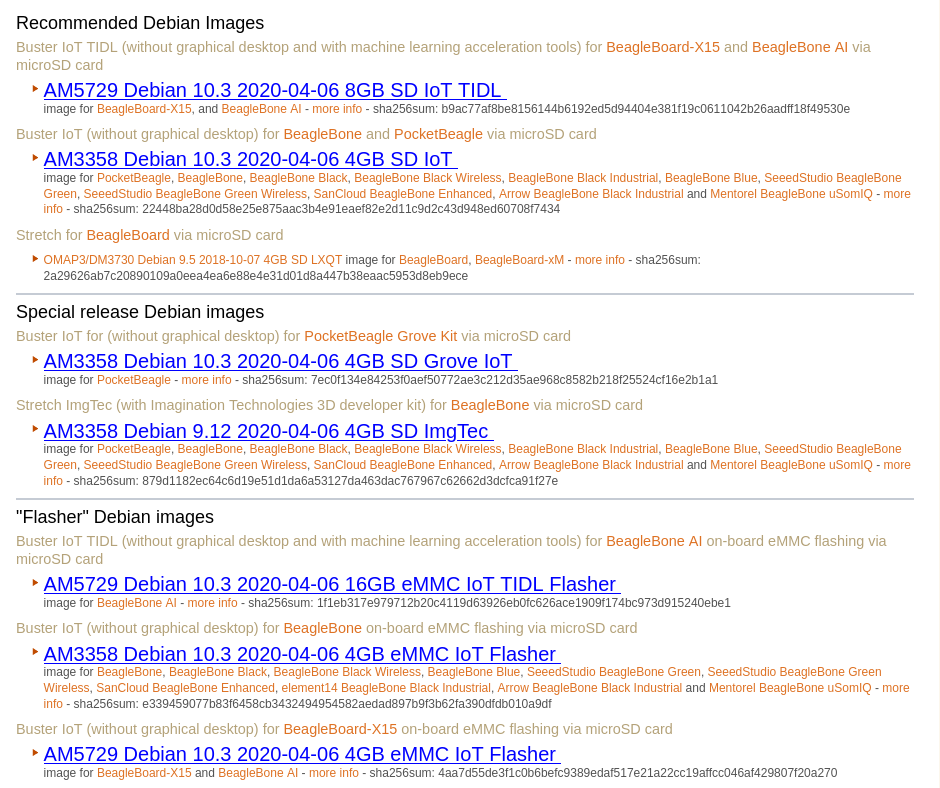 Recommended Debian Images
Buster IoT TIDL (without graphical desktop and with machine learning acceleration tools) for BeagleBoard-X15 and BeagleBone AI via
microSD card
AM5729 Debian 10.3 2020-04-06 8GB SD IoT TIDL
image for BeagleBoard-X15, and BeagleBone AI - more info - sha256sum: b9ac77af8be8156144b6192ed5d94404e381f19c0611042b26aadff18f49530e
Buster IoT (without graphical desktop) for BeagleBone and PocketBeagle via microSD card
AM3358 Debian 10.3 2020-04-06 4GB SD IoT
image for PocketBeagle, BeagleBone, BeagleBone Black, BeagleBone Black Wireless, BeagleBone Black Industrial, BeagleBone Blue, SeeedStudio BeagleBone
Green, SeeedStudio BeagleBone Green Wireless, SanCloud BeagleBone Enhanced, Arrow BeagleBone Black Industrial and Mentorel BeagleBone uSomIQ - more
info - sha256sum: 22448ba28d0d58e25e875aac3b4e91eaef82e2d11c9d2c43d948ed60708f7434
Stretch for BeagleBoard via microSD card
OMAP3/DM3730 Debian 9.5 2018-10-07 4GB SD LXQT image for BeagleBoard, BeagleBoard-xM - more info - sha256sum:
2a29626ab7c20890109a0eea4ea6e88e4e31d01d8a447b38eaac5953d8eb9ece
Special release Debian images
Buster IoT for (without graphical desktop) for PocketBeagle Grove Kit via microSD card
AM3358 Debian 10.3 2020-04-06 4GB SD Grove IoT
image for PocketBeagle - more info - sha256sum: 7ec0f134e84253f0aef50772ae3c212d35ae968c8582b218f25524cf16e2b1a1
Stretch ImgTec (with Imagination Technologies 3D developer kit) for BeagleBone via microSD card
AM3358 Debian 9.12 2020-04-06 4GB SD ImgTec
image for PocketBeagle, BeagleBone, BeagleBone Black, BeagleBone Black Wireless, BeagleBone Black Industrial, BeagleBone Blue, SeeedStudio BeagleBone
Green, SeeedStudio BeagleBone Green Wireless, SanCloud BeagleBone Enhanced, Arrow BeagleBone Black Industrial and Mentorel BeagleBone uSomIQ - more
info - sha256sum: 879d1182ec64c6d19e51d1da6a53127da463dac767967c62662d3dcfca91f27e
"Flasher" Debian images
Buster IoT TIDL (without graphical desktop and with machine learning acceleration tools) for BeagleBone AI on-board eMMC flashing via
microSD card
AM5729 Debian 10.3 2020-04-06 16GB eMMC IoT TIDL Flasher
image for BeagleBone AI - more info - sha256sum: 1f1eb317e979712b20c4119d63926eb0fc626ace1909f174bc973d915240ebe1
Buster IoT (without graphical desktop) for BeagleBone on-board eMMC flashing via microSD card
AM3358 Debian 10.3 2020-04-06 4GB eMMC IoT Flasher
image for BeagleBone, BeagleBone Black, BeagleBone Black Wireless, BeagleBone Blue, SeeedStudio BeagleBone Green, SeeedStudio BeagleBone Green
Wireless, SanCloud BeagleBone Enhanced, element14 BeagleBone Black Industrial, Arrow BeagleBone Black Industrial and Mentorel BeagleBone uSomIQ - more
info - sha256sum: e339459077b83f6458cb3432494954582aedad897b9f3b62fa390dfdb010a9df
Buster IoT (without graphical desktop) for BeagleBoard-X15 on-board eMMC flashing via microSD card
AM5729 Debian 10.3 2020-04-06 4GB eMMC IoT Flasher
image for BeagleBoard-X15 and BeagleBone AI - more info - sha256sum: 4aa7d55de3f1c0b6befc9389edaf517e21a22cc19affcc046af429807f20a270